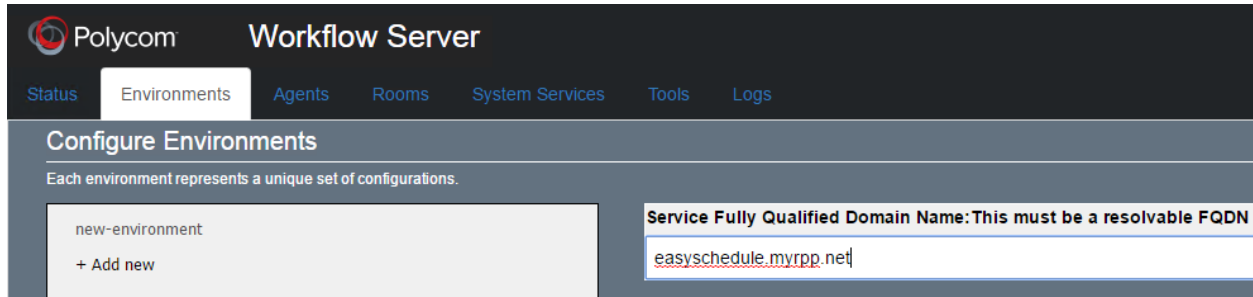 Polycom Workflow Server
Status Environments Agents Rooms System Services Tools Logs
Configure Environments
Each environment represents a unique set of configurations.
new-environment
+ Add new
Service Fully Qualified Domain Name:This must be a resolvable FQDN
easyschedule.myrpp.net